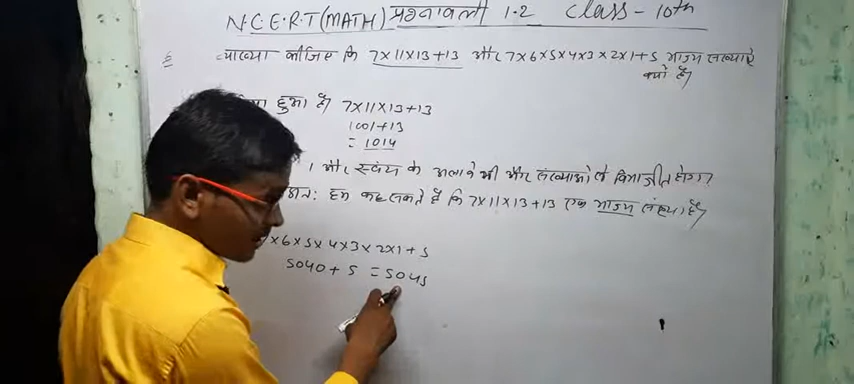 N.C.E.R.T (MATH) प्रश्नावली 1.2 Class - 10th
व्याख्या कीजिए कि 7×11×13+13 और 7×6×5×4×3×2×1+5 भाज्य संख्याएँ
क्यों है।
हुआ है। 7×11×13+13
1001+13
= 1014
1 और स्वयं के अलावे भी और संख्याओं से विभाजीत होगा।
अत: हम कह सकते है कि 7×11×13+13 एक भाज्य संख्या है।
×6×5×4×3×2×1+5
5040+5 = 5045